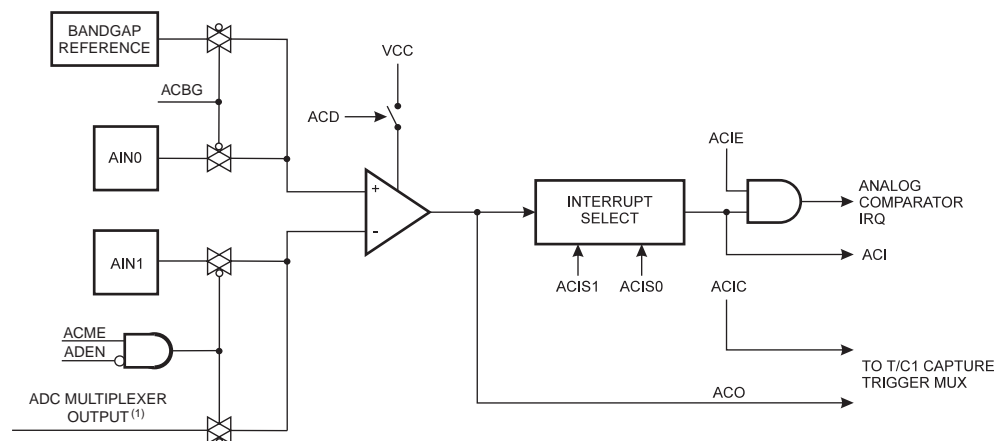 BANDGAP
REFERENCE
VCC
ACBG
ACD
AIN0
ACIE
+
INTERRUPT
SELECT
ANALOG
COMPARATOR
IRQ
-
AIN1
ACI
ACIS1 ACIS0 ACIC
ACME
ADEN
TO T/C1 CAPTURE
TRIGGER MUX
ADC MULTIPLEXER
OUTPUT (1)
ACO